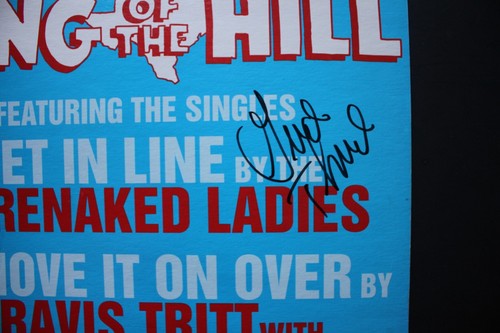 NG OF THE HILL
FEATURING THE SINGLES
ET IN LINE BY THE
RENAKED LADIES
MOVE IT ON OVER BY
RAVIS TRITT WITH